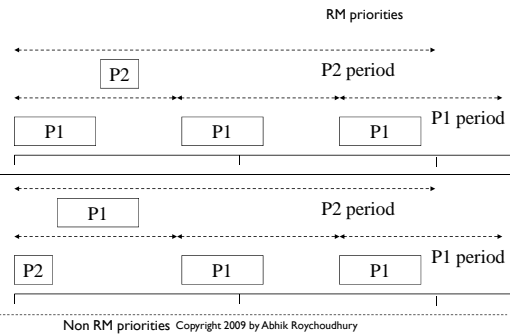 RM priorities
P2
P2 period
P1 period
P1 P1 P1
P1
P2 period
P1 period
P2 P1 P1
Non RM priorities Copyright 2009 by Abhik Roychoudhury